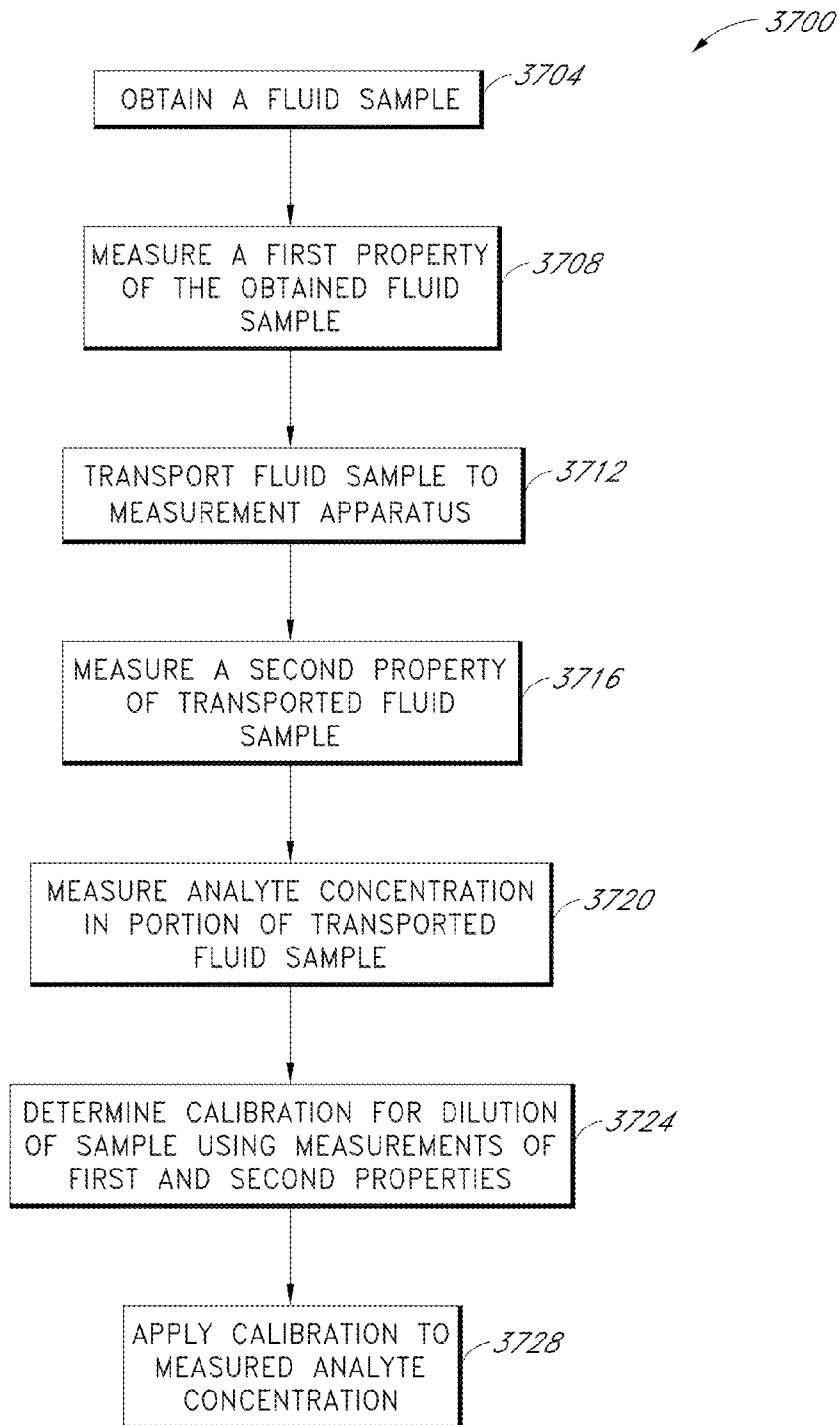 3700
OBTAIN A FLUID SAMPLE
3704
MEASURE A FIRST PROPERTY
OF THE OBTAINED FLUID
SAMPLE
3708
TRANSPORT FLUID SAMPLE TO
MEASUREMENT APPARATUS
3712
MEASURE A SECOND PROPERTY
OF TRANSPORTED FLUID
SAMPLE
3716
MEASURE ANALYTE CONCENTRATION
IN PORTION OF TRANSPORTED
FLUID SAMPLE
3720
DETERMINE CALIBRATION FOR DILUTION
OF SAMPLE USING MEASUREMENTS OF
FIRST AND SECOND PROPERTIES
3724
APPLY CALIBRATION TO
MEASURED ANALYTE
CONCENTRATION
3728